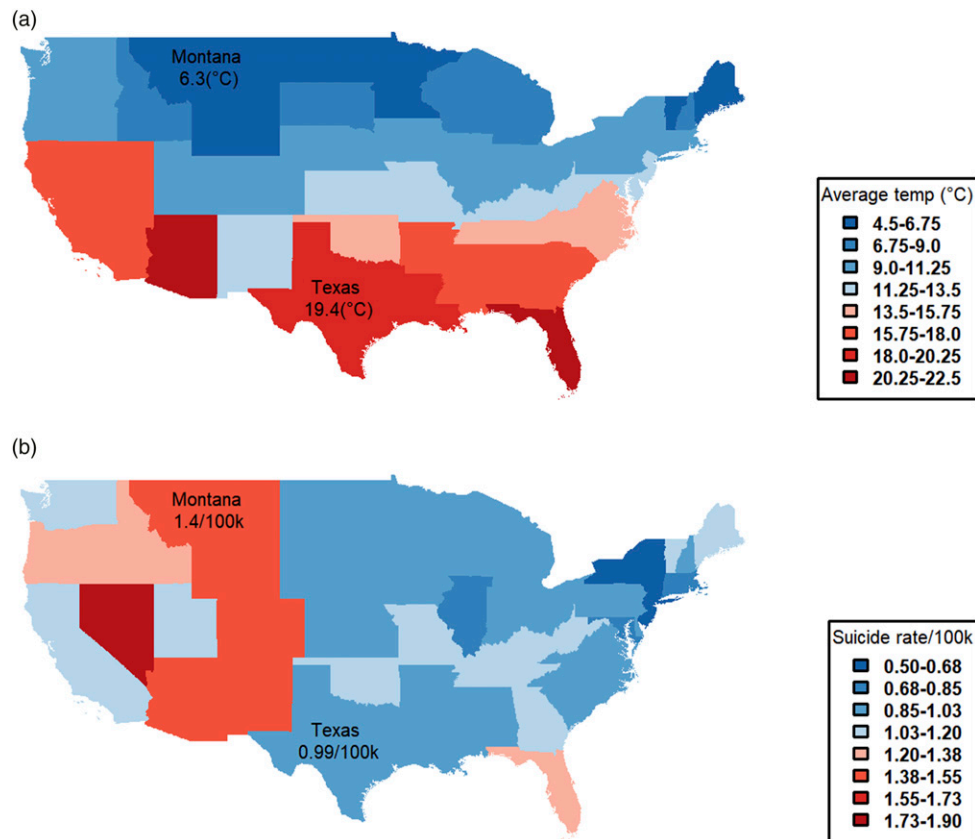 (a)
Montana
6.3(°C)
Texas
19.4(°C)
Average temp (°C)
4.5-6.75
6.75-9.0
9.0-11.25
11.25-13.5
13.5-15.75
15.75-18.0
18.0-20.25
20.25-22.5
(b)
Montana
1.4/100k
Texas
0.99/100k
Suicide rate/100k
0.50-0.68
0.68-0.85
0.85-1.03
1.03-1.20
1.20-1.38
1.38-1.55
1.55-1.73
1.73-1.90